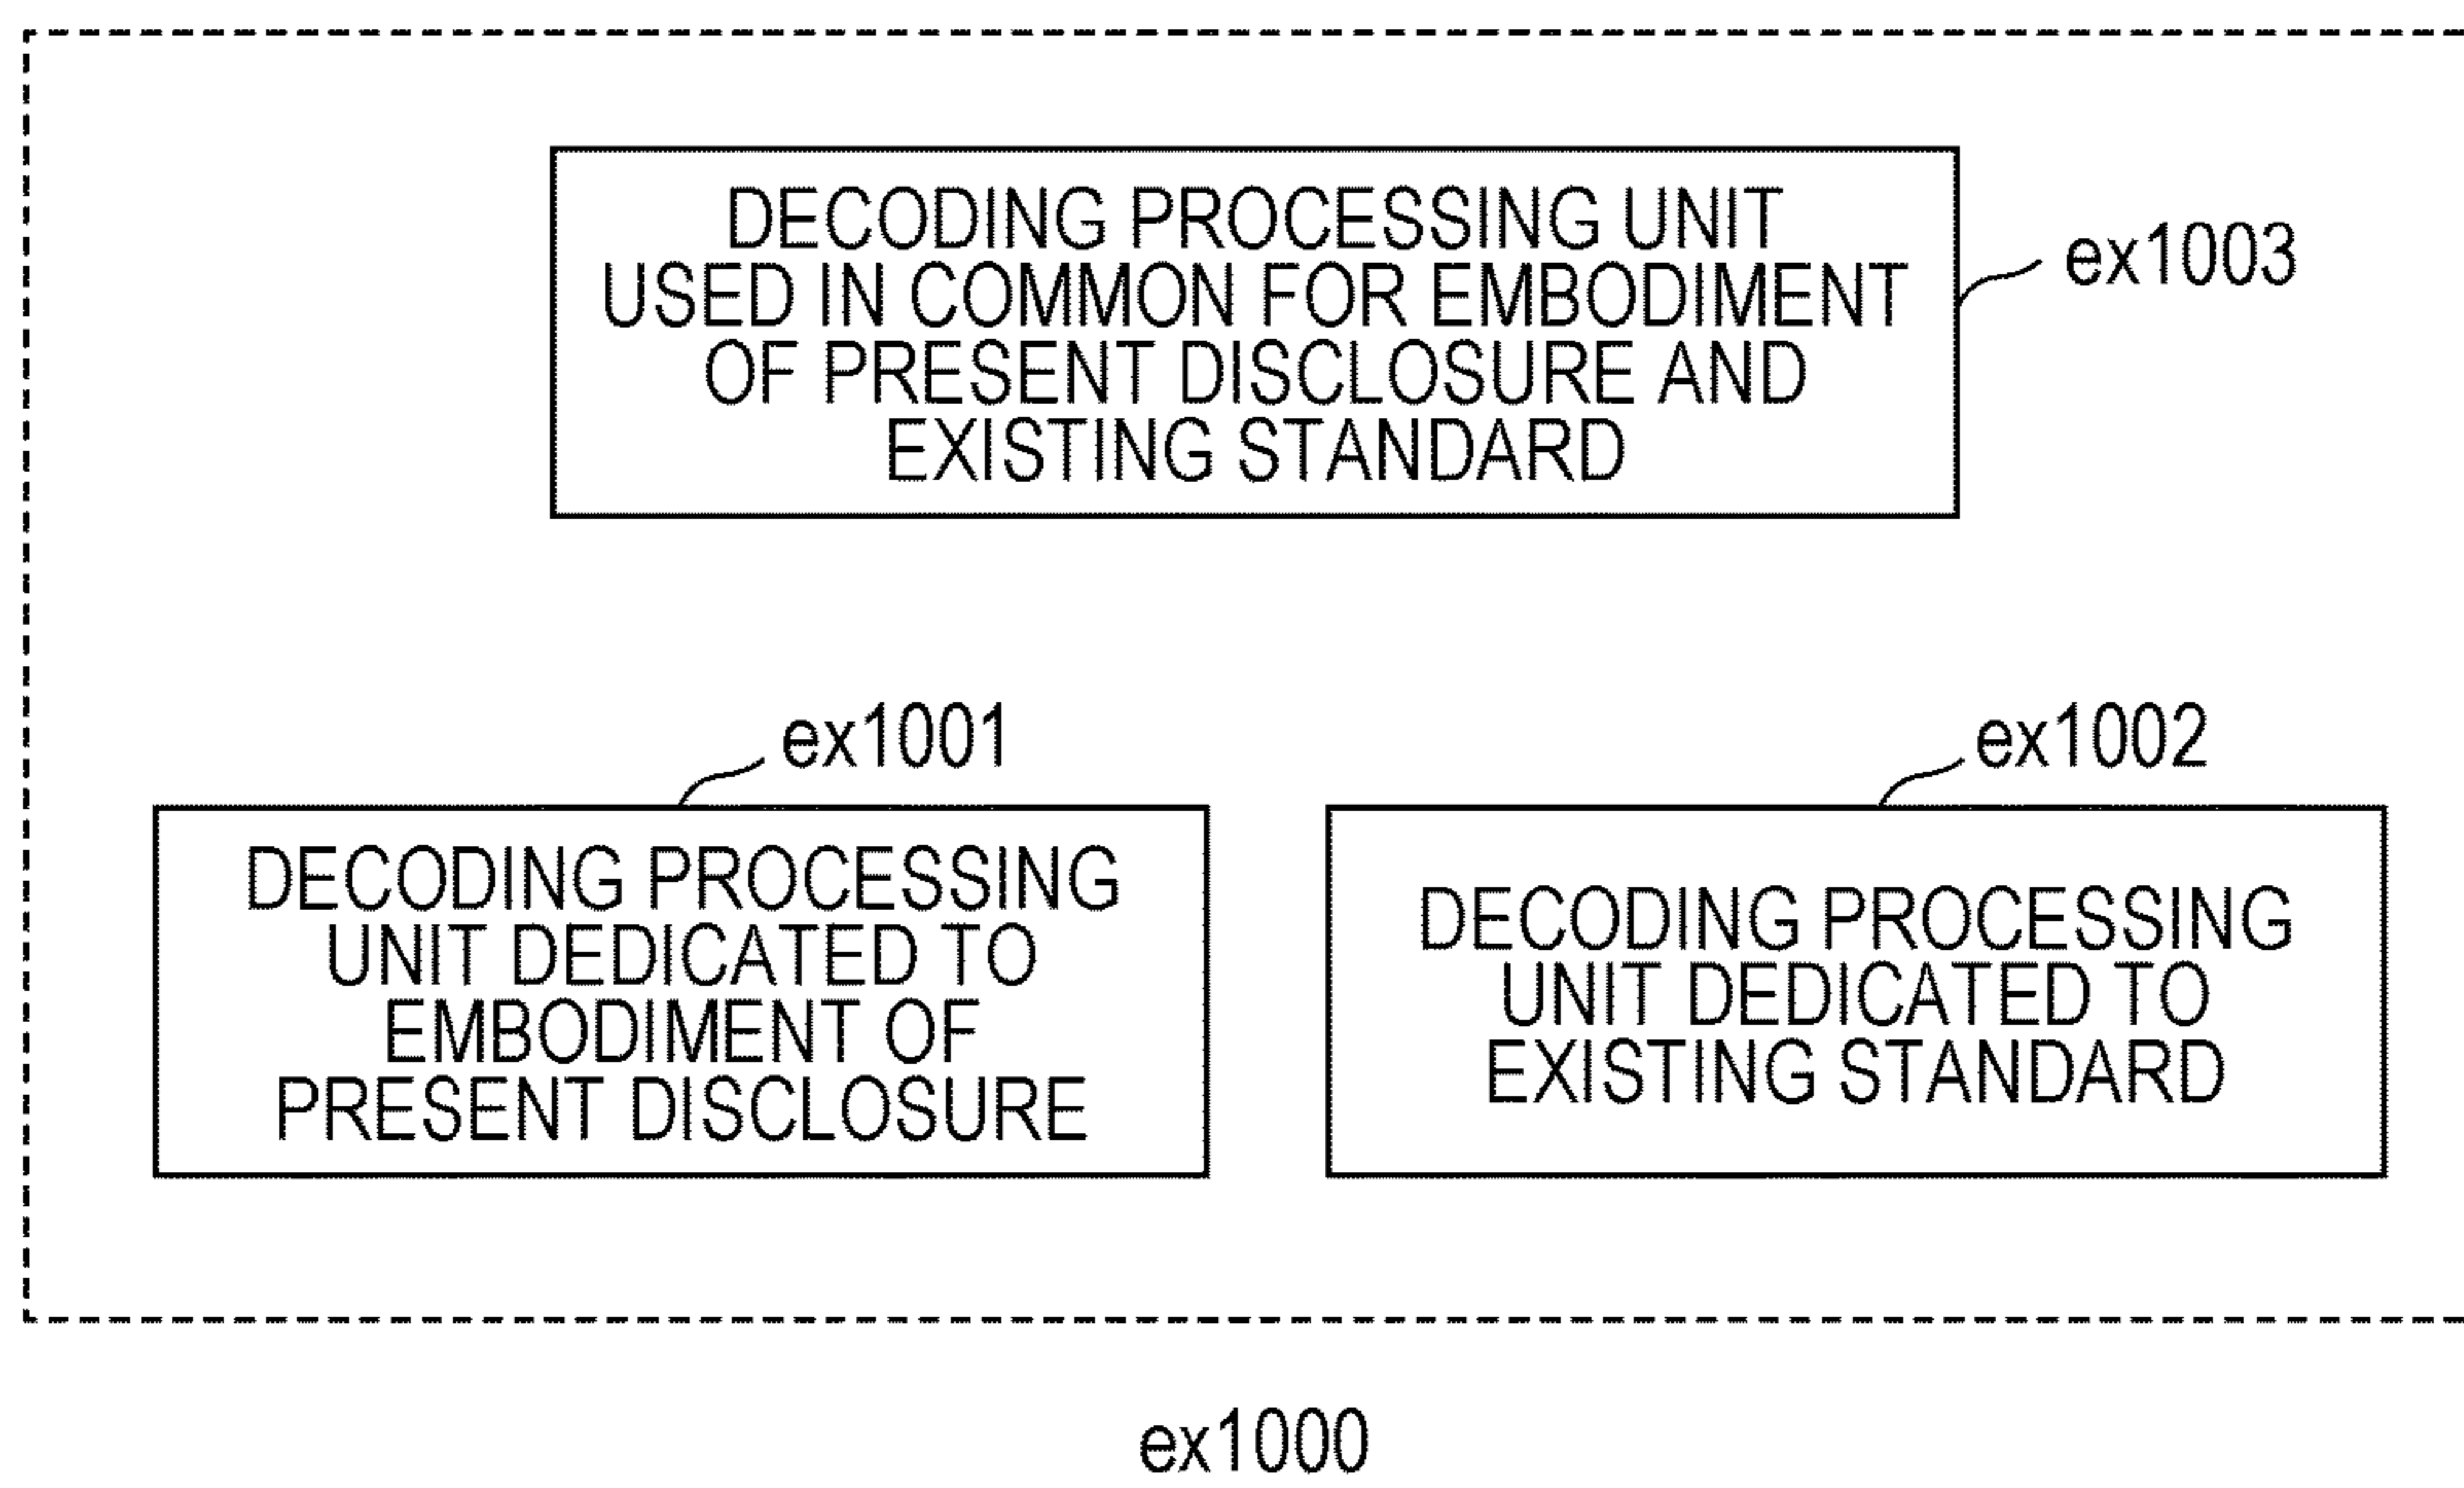 DECODING PROCESSING UNIT
USED IN COMMON FOR EMBODIMENT
OF PRESENT DISCLOSURE AND
EXISTING STANDARD
ex1003
ex1001
DECODING PROCESSING
UNIT DEDICATED TO
EMBODIMENT OF
PRESENT DISCLOSURE
ex1002
DECODING PROCESSING
UNIT DEDICATED TO
EXISTING STANDARD
ex1000